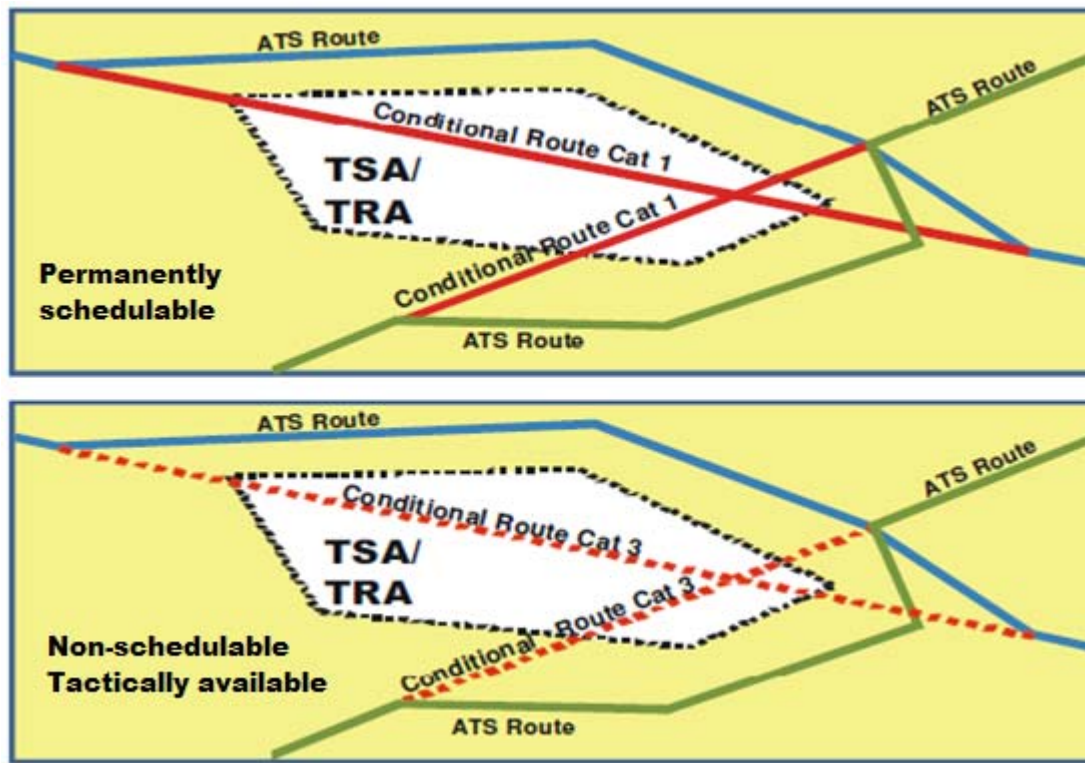 ATS Route
ATS Route
Conditional Route Cat 1
TSA/
TRA
Conditional Route Cat 1
Permanently
schedulable
ATS Route
ATS Route
ATS Route
Conditional Route Cat 3
TSA/
TRA
Conditional Route Cat 3
Non-schedulable
Tactically available
ATS Route